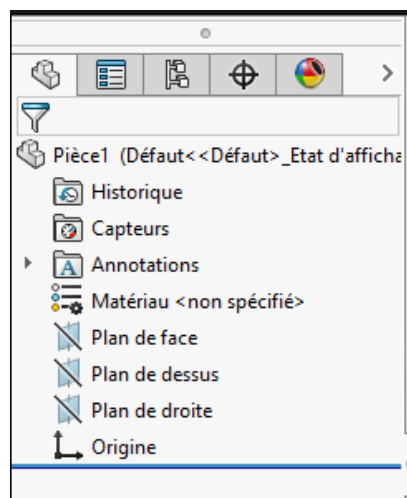 Pièce1 (Défaut<<Défaut>_Etat d'afficha
Historique
Capteurs
Annotations
Matériau <non spécifié>
Plan de face
Plan de dessus
Plan de droite
Origine